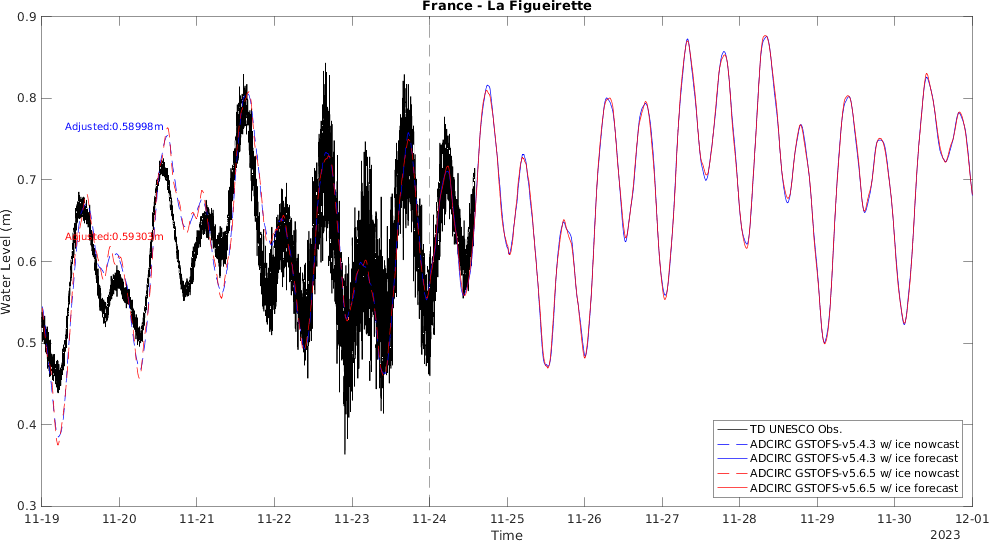 France - La Figueirette
Water Level (m)
0.9
0.8
0.7
0.6
0.5
0.4
0.3
Adjusted:0.58998m
Adjusted:0.59303m
TD UNESCO Obs.
ADCIRC GSTOFS-v5.4.3 w/ ice nowcast
ADCIRC GSTOFS-v5.4.3 w/ ice forecast
ADCIRC GSTOFS-v5.6.5 w/ ice nowcast
ADCIRC GSTOFS-v5.6.5 w/ ice forecast
11-19 11-20 11-21 11-22 11-23 11-24 11-25 11-26 11-27 11-28 11-29 11-30 12-01
Time
2023